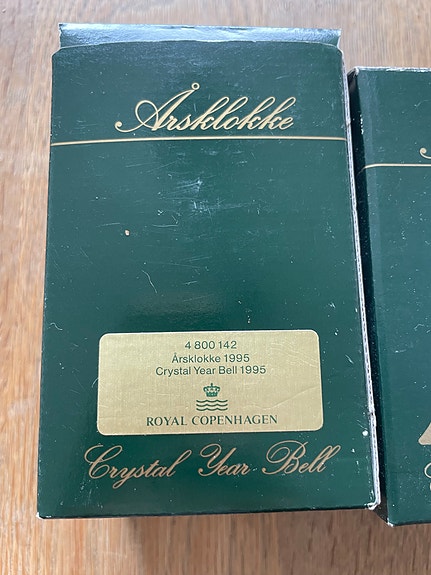 Årsklokke
4 800 142
Årsklokke 1995
Crystal Year Bell 1995
ROYAL COPENHAGEN
Crystal Year Bell